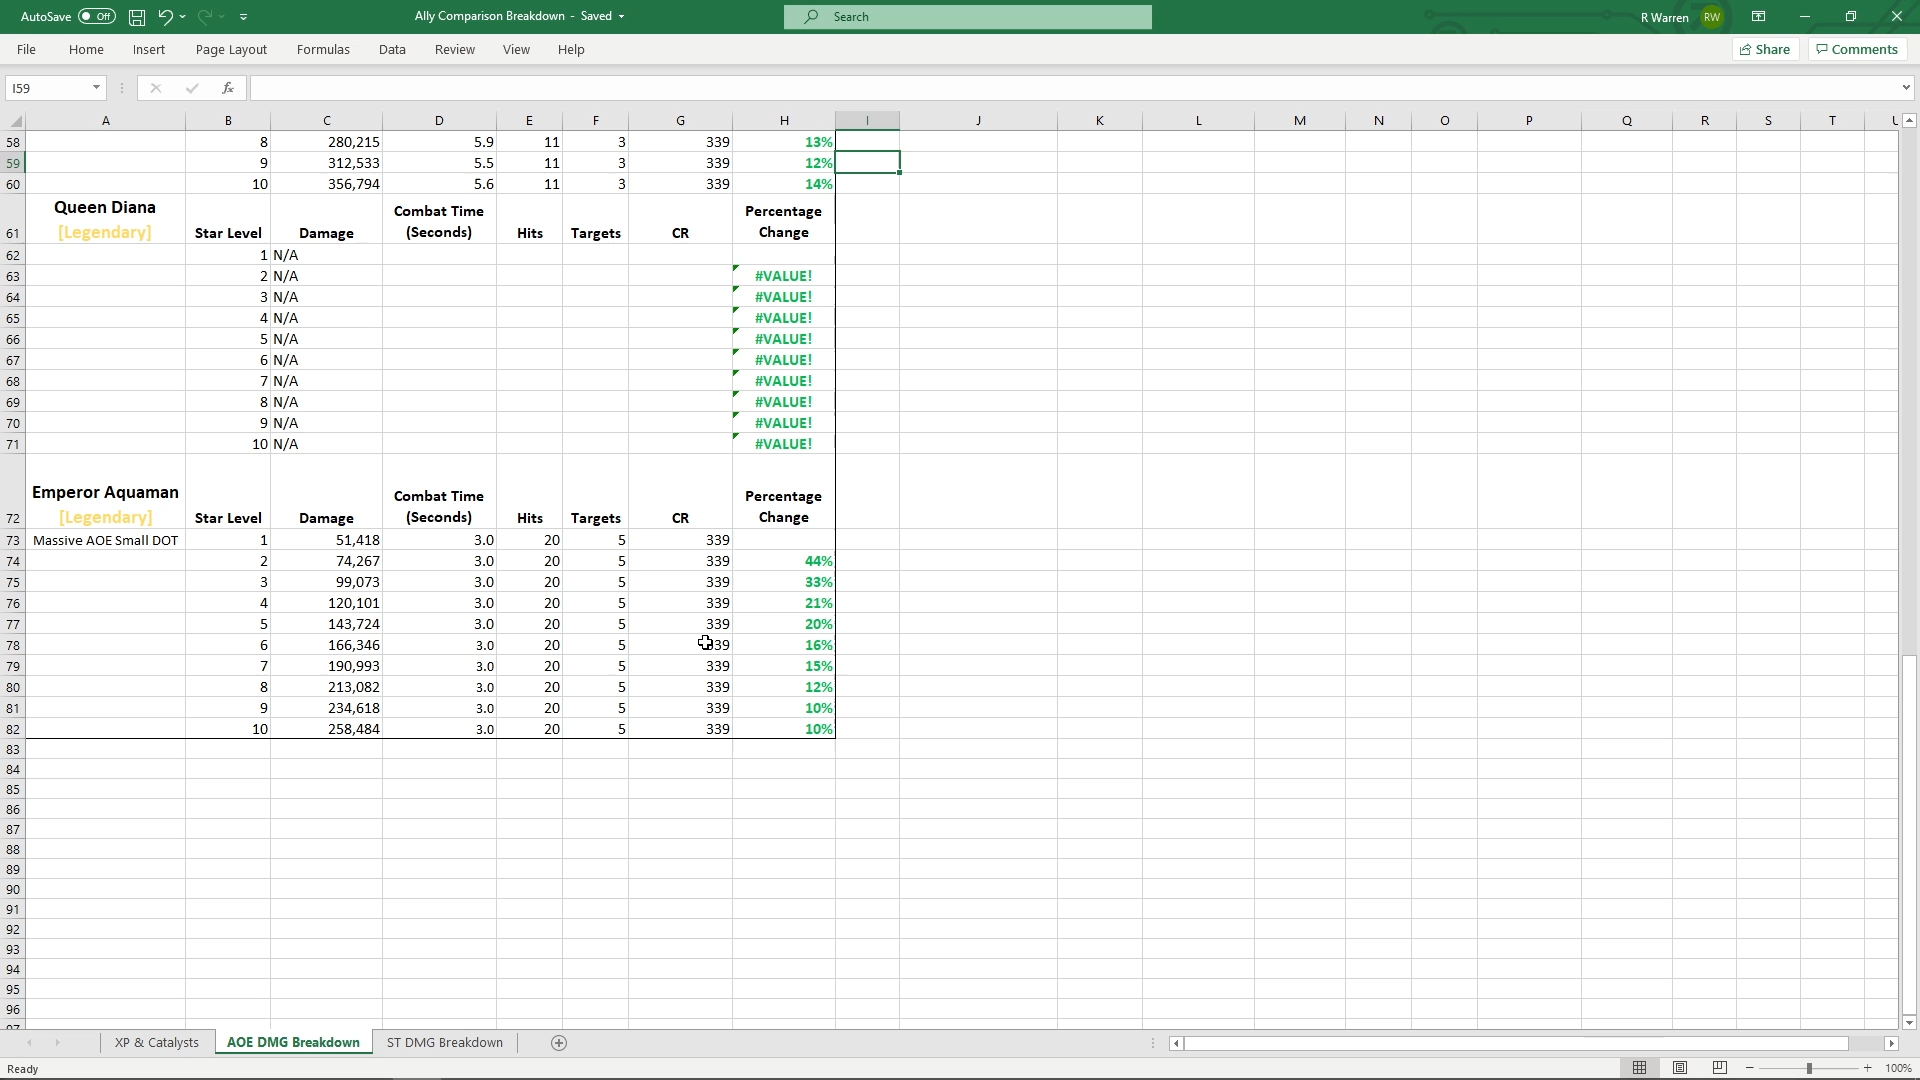 AutoSave Off Ally Comparison Breakdown - Saved Search R Warren RW
File Home Insert Page Layout Formulas Data Review View Help Share Comments
I59 fx
A B C D E F G H I J K L M N O P Q R S T U
58 8 280,215 5.9 11 3 339 13%
59 9 312,533 5.5 11 3 339 12%
60 10 356,794 5.6 11 3 339 14%
Queen Diana Combat Time Percentage
61 [Legendary] Star Level Damage (Seconds) Hits Targets CR Change
62 1 N/A
63 2 N/A #VALUE!
64 3 N/A #VALUE!
65 4 N/A #VALUE!
66 5 N/A #VALUE!
67 6 N/A #VALUE!
68 7 N/A #VALUE!
69 8 N/A #VALUE!
70 9 N/A #VALUE!
71 10 N/A #VALUE!
Emperor Aquaman Combat Time Percentage
72 [Legendary] Star Level Damage (Seconds) Hits Targets CR Change
73 Massive AOE Small DOT 1 51,418 3.0 20 5 339
74 2 74,267 3.0 20 5 339 44%
75 3 99,073 3.0 20 5 339 33%
76 4 120,101 3.0 20 5 339 21%
77 5 143,724 3.0 20 5 339 20%
78 6 166,346 3.0 20 5 339 16%
79 7 190,993 3.0 20 5 339 15%
80 8 213,082 3.0 20 5 339 12%
81 9 234,618 3.0 20 5 339 10%
82 10 258,484 3.0 20 5 339 10%
83
84
85
86
87
88
89
90
91
92
93
94
95
96
97
XP & Catalysts AOE DMG Breakdown ST DMG Breakdown
Ready 100%